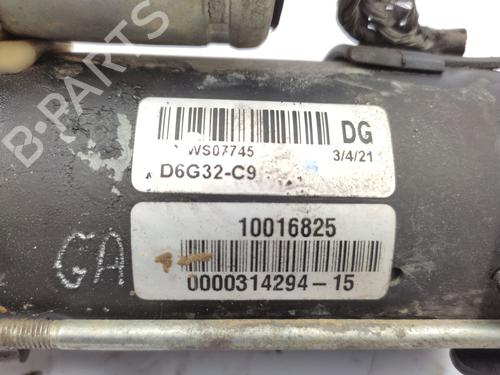 DG
WS07745 3/4/21
D6G32-C9
10016825
0000314294-15
GA
B-PARTS